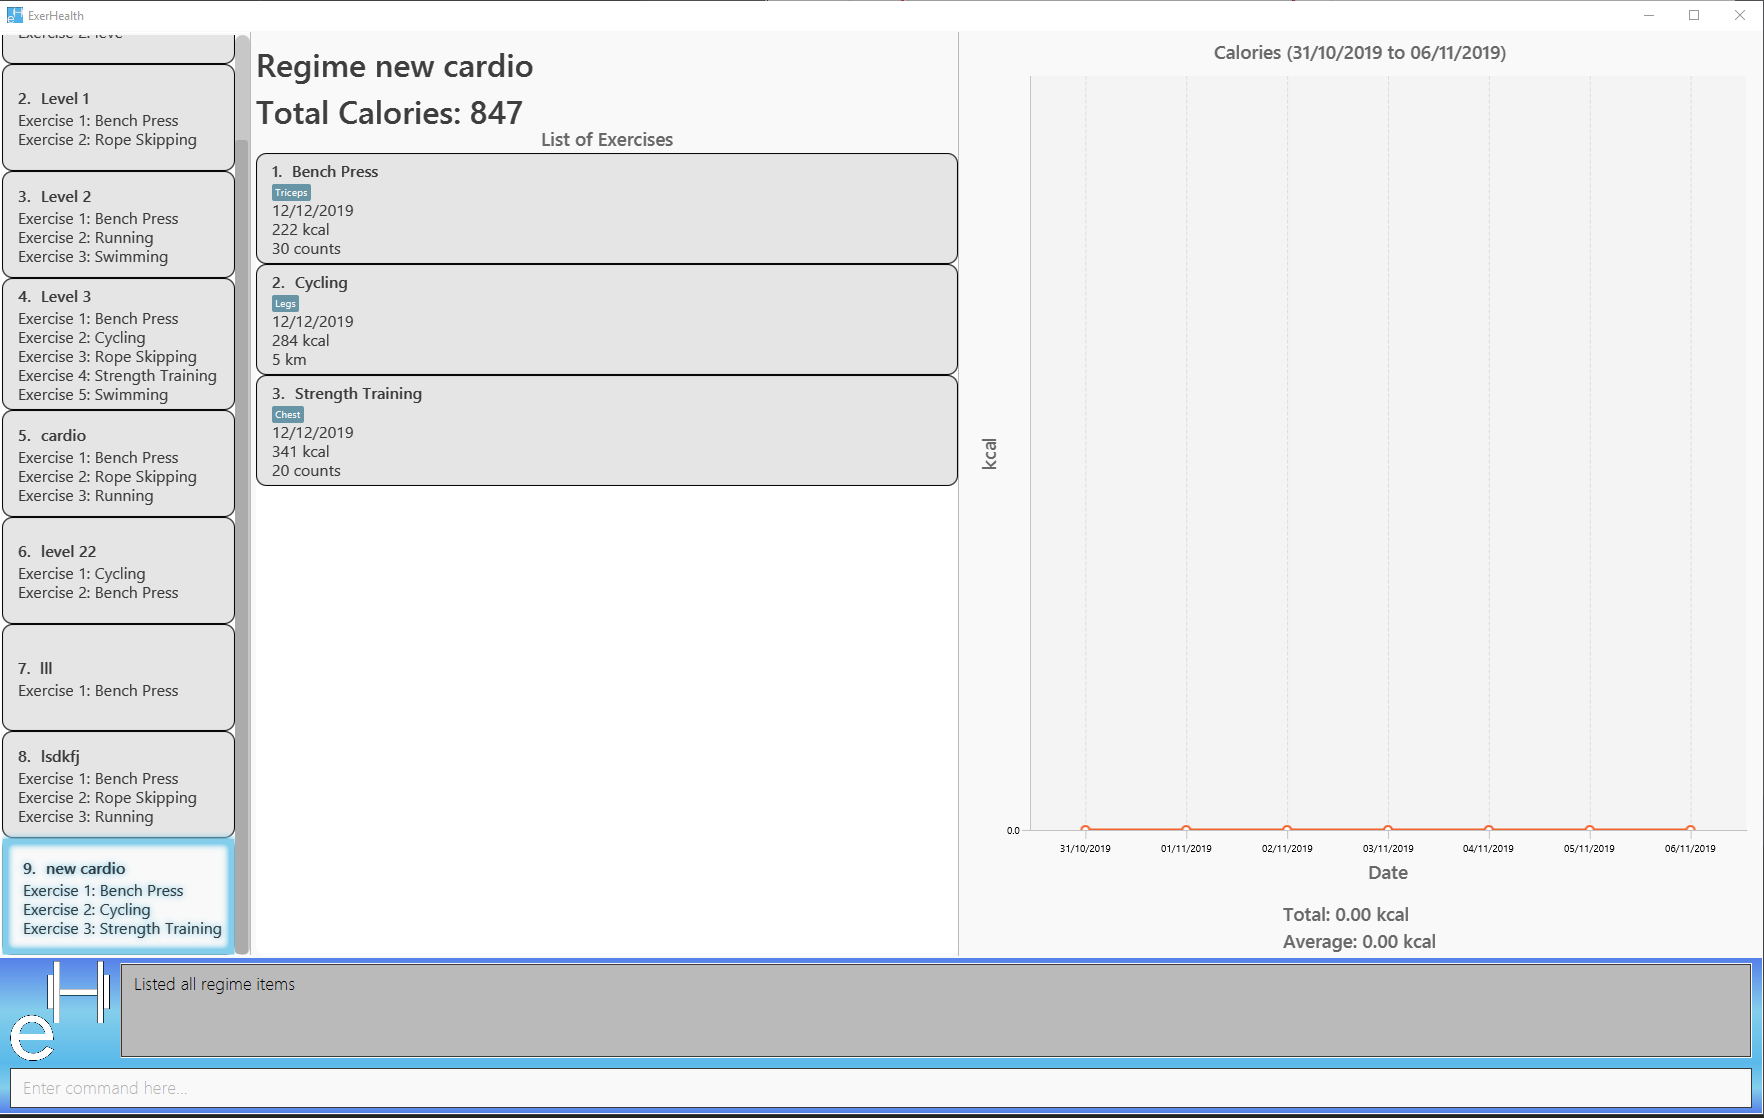 ExerHealth
2. Level 1
Exercise 1: Bench Press
Exercise 2: Rope Skipping
3. Level 2
Exercise 1: Bench Press
Exercise 2: Running
Exercise 3: Swimming
4. Level 3
Exercise 1: Bench Press
Exercise 2: Cycling
Exercise 3: Rope Skipping
Exercise 4: Strength Training
Exercise 5: Swimming
5. cardio
Exercise 1: Bench Press
Exercise 2: Rope Skipping
Exercise 3: Running
6. level 22
Exercise 1: Cycling
Exercise 2: Bench Press
7. lll
Exercise 1: Bench Press
8. lsdkfj
Exercise 1: Bench Press
Exercise 2: Rope Skipping
Exercise 3: Running
9. new cardio
Exercise 1: Bench Press
Exercise 2: Cycling
Exercise 3: Strength Training
Regime new cardio
Total Calories: 847
List of Exercises
1. Bench Press
Triceps
12/12/2019
222 kcal
30 counts
2. Cycling
Legs
12/12/2019
284 kcal
5 km
3. Strength Training
Chest
12/12/2019
341 kcal
20 counts
Calories (31/10/2019 to 06/11/2019)
kcal
0.0
31/10/2019 01/11/2019 02/11/2019 03/11/2019 04/11/2019 05/11/2019 06/11/2019
Date
Total: 0.00 kcal
Average: 0.00 kcal
eH
Listed all regime items
Enter command here...